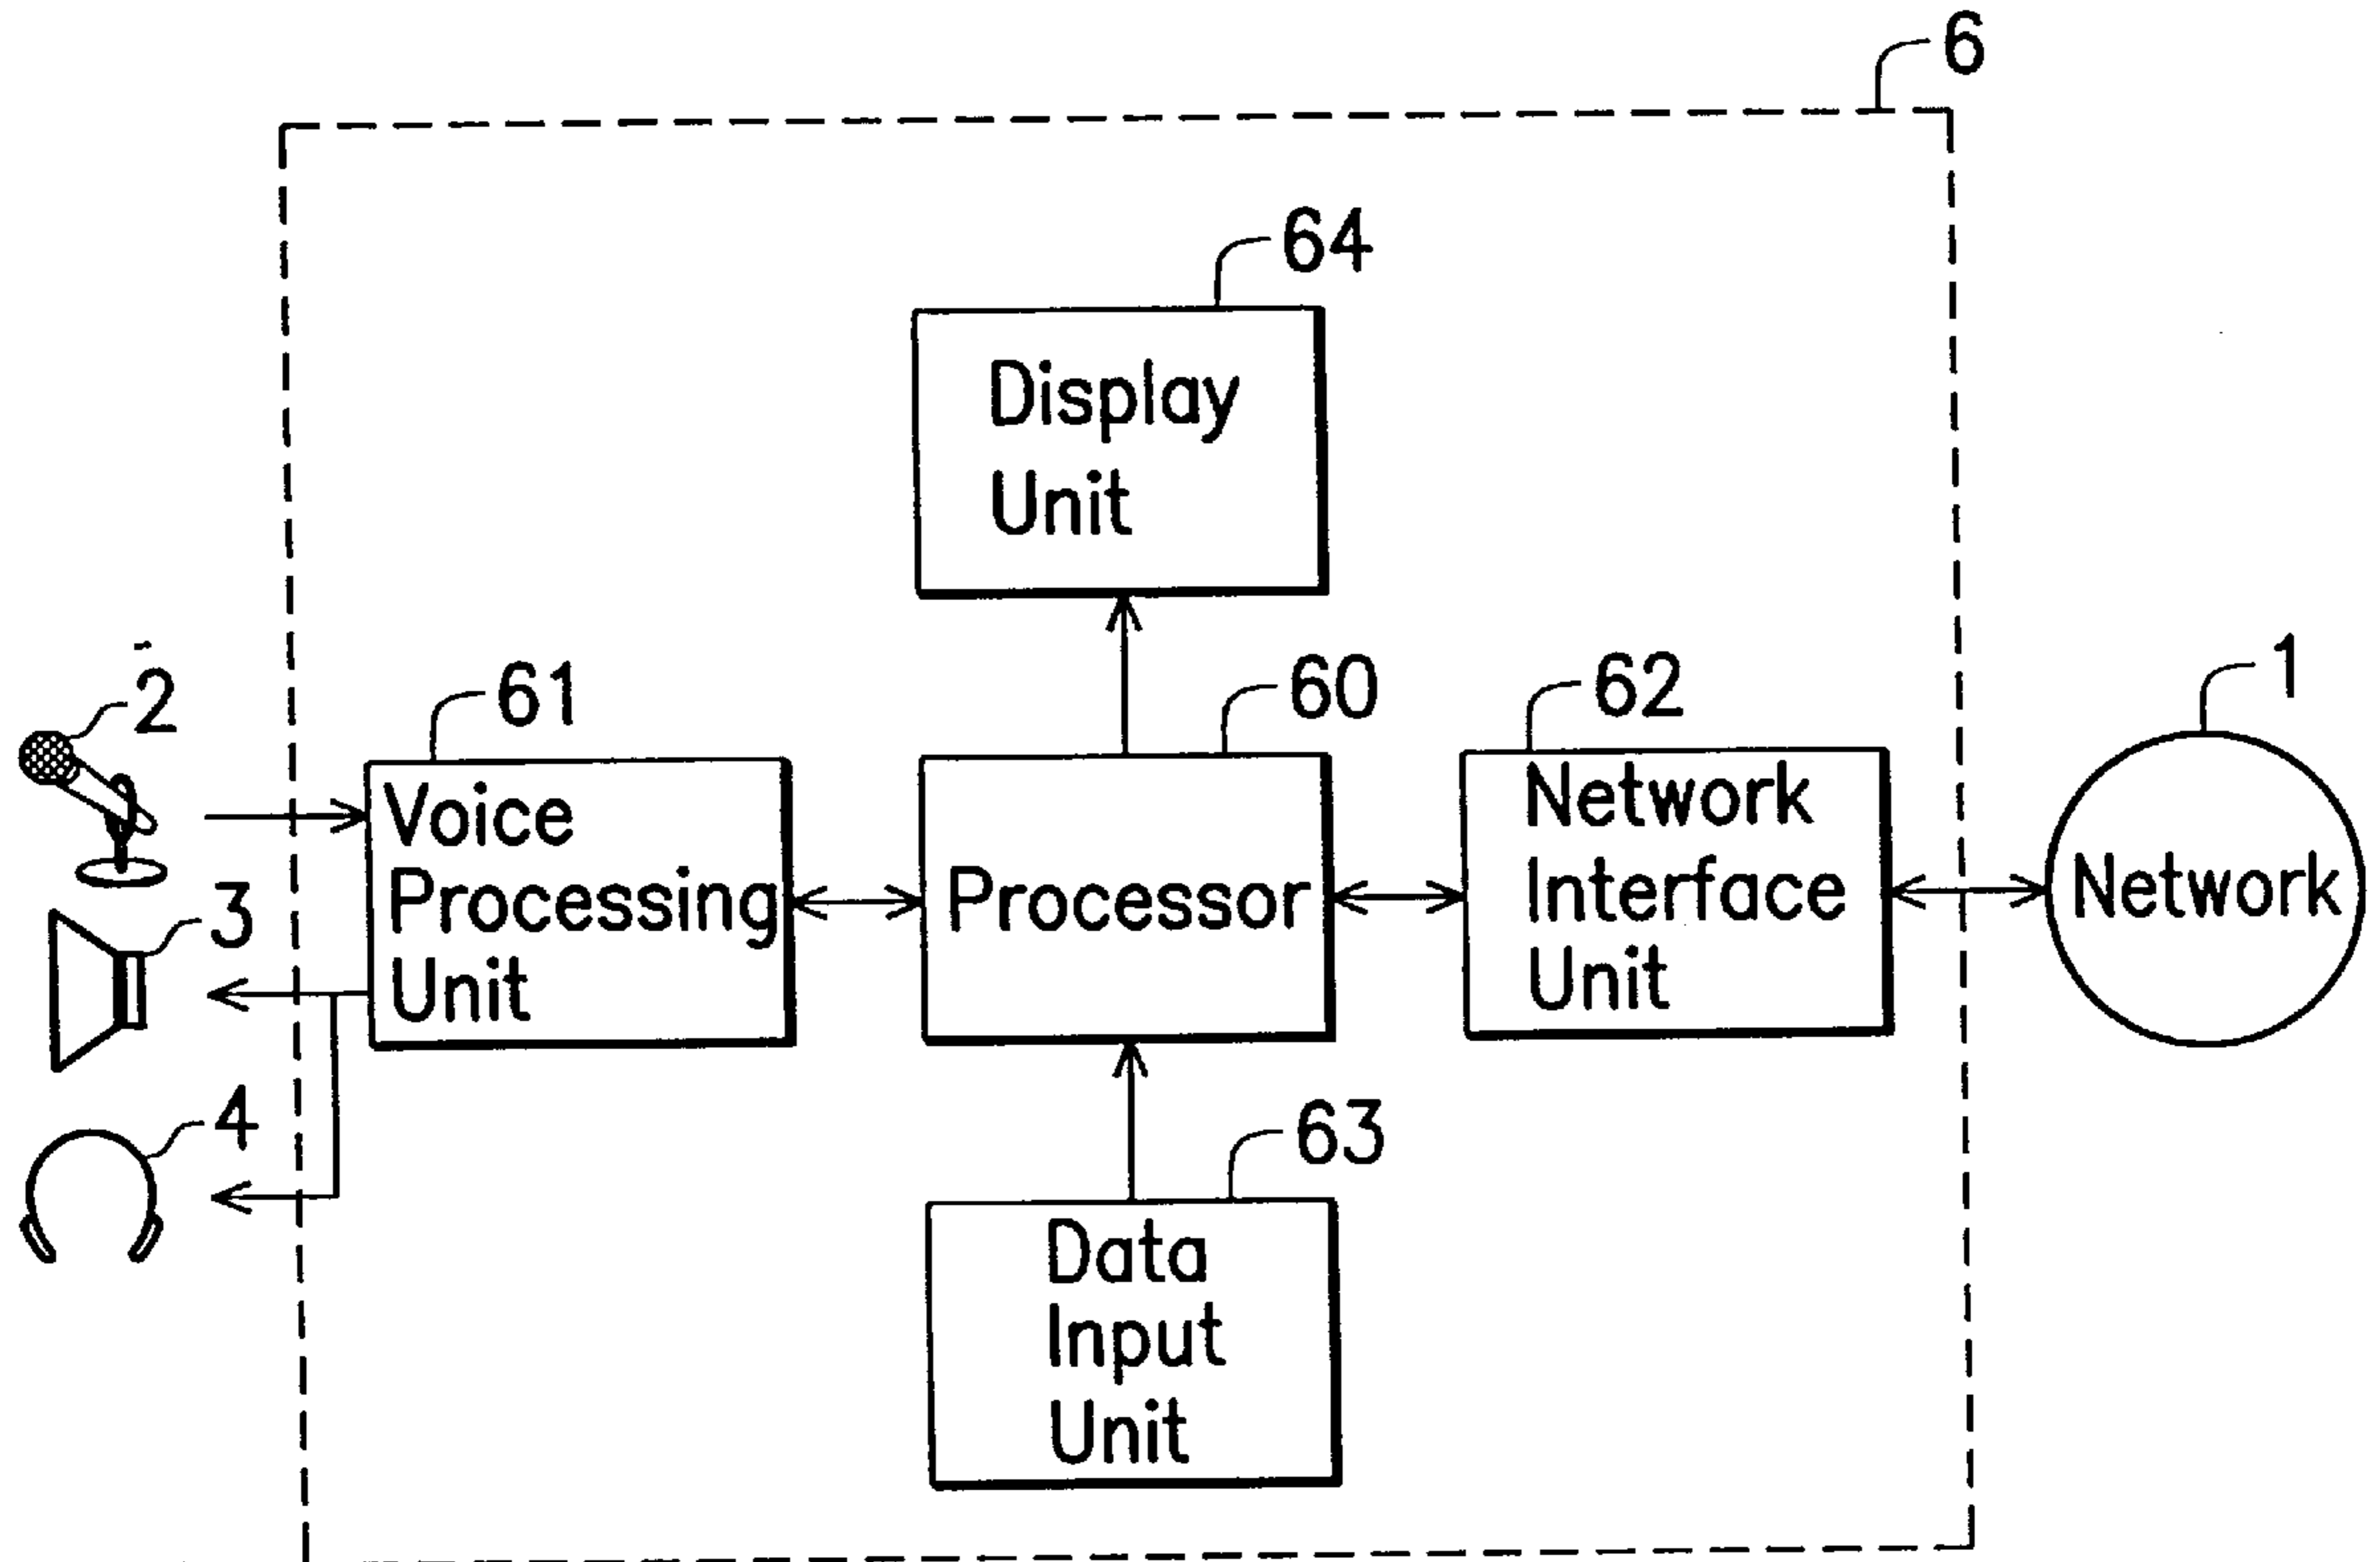 6
64
Display
Unit
2
61
60
62
1
Voice
Processing
Unit
Processor
Network
Interface
Unit
Network
3
4
63
Data
Input
Unit